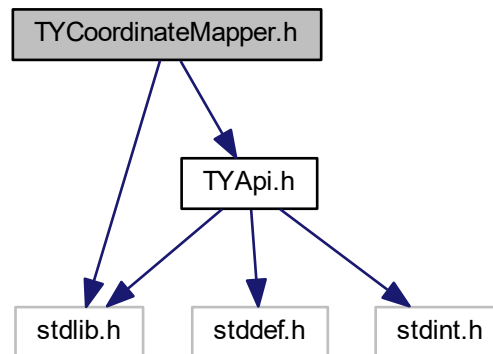 TYCoordinateMapper.h
TYApi.h
stdlib.h
stddef.h
stdint.h